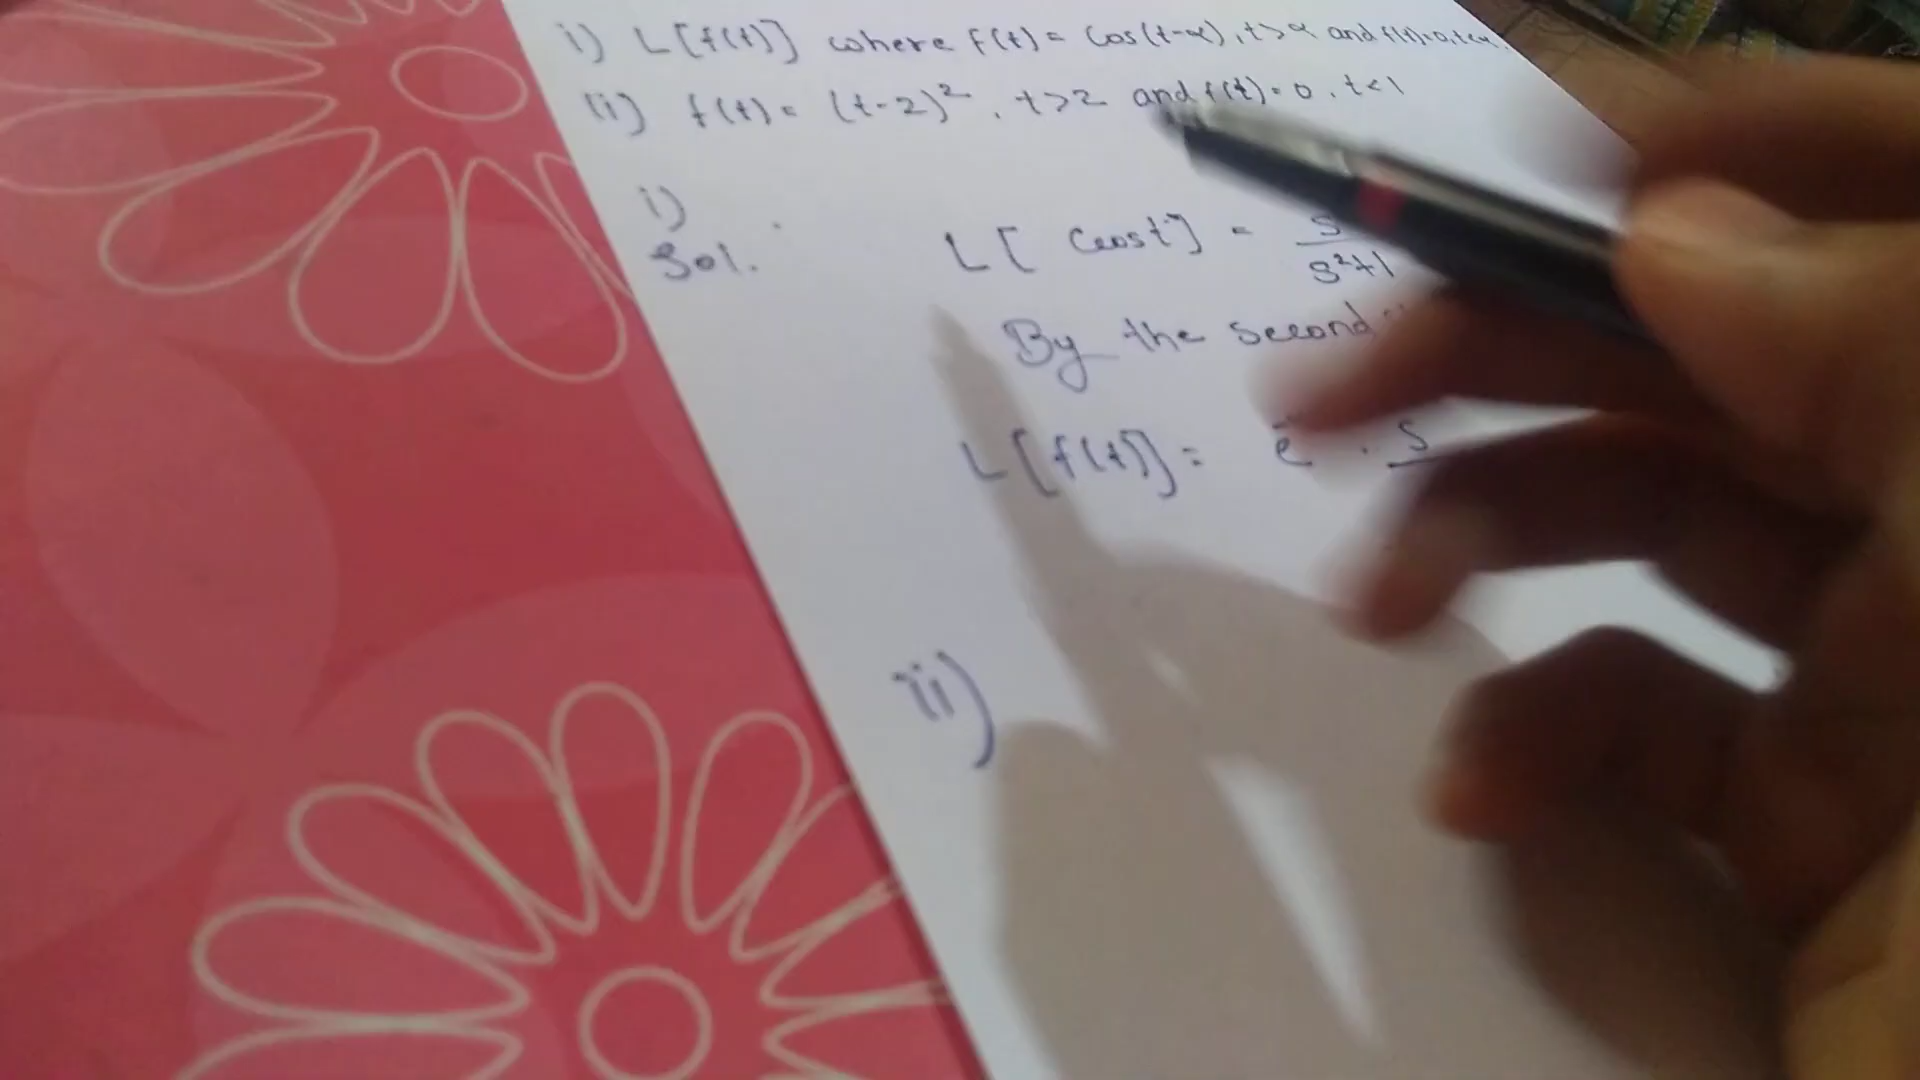 i) L[f(t)] where f(t)= Cos(t-α), t>α and f(t)=0, t<α.
(ii) f(t)= (t-2)², t>2 and f(t)=0, t<1
i)
Sol. L[ Cost] = s/s²+1
By the second
L[f(t)]= e . s
ii)